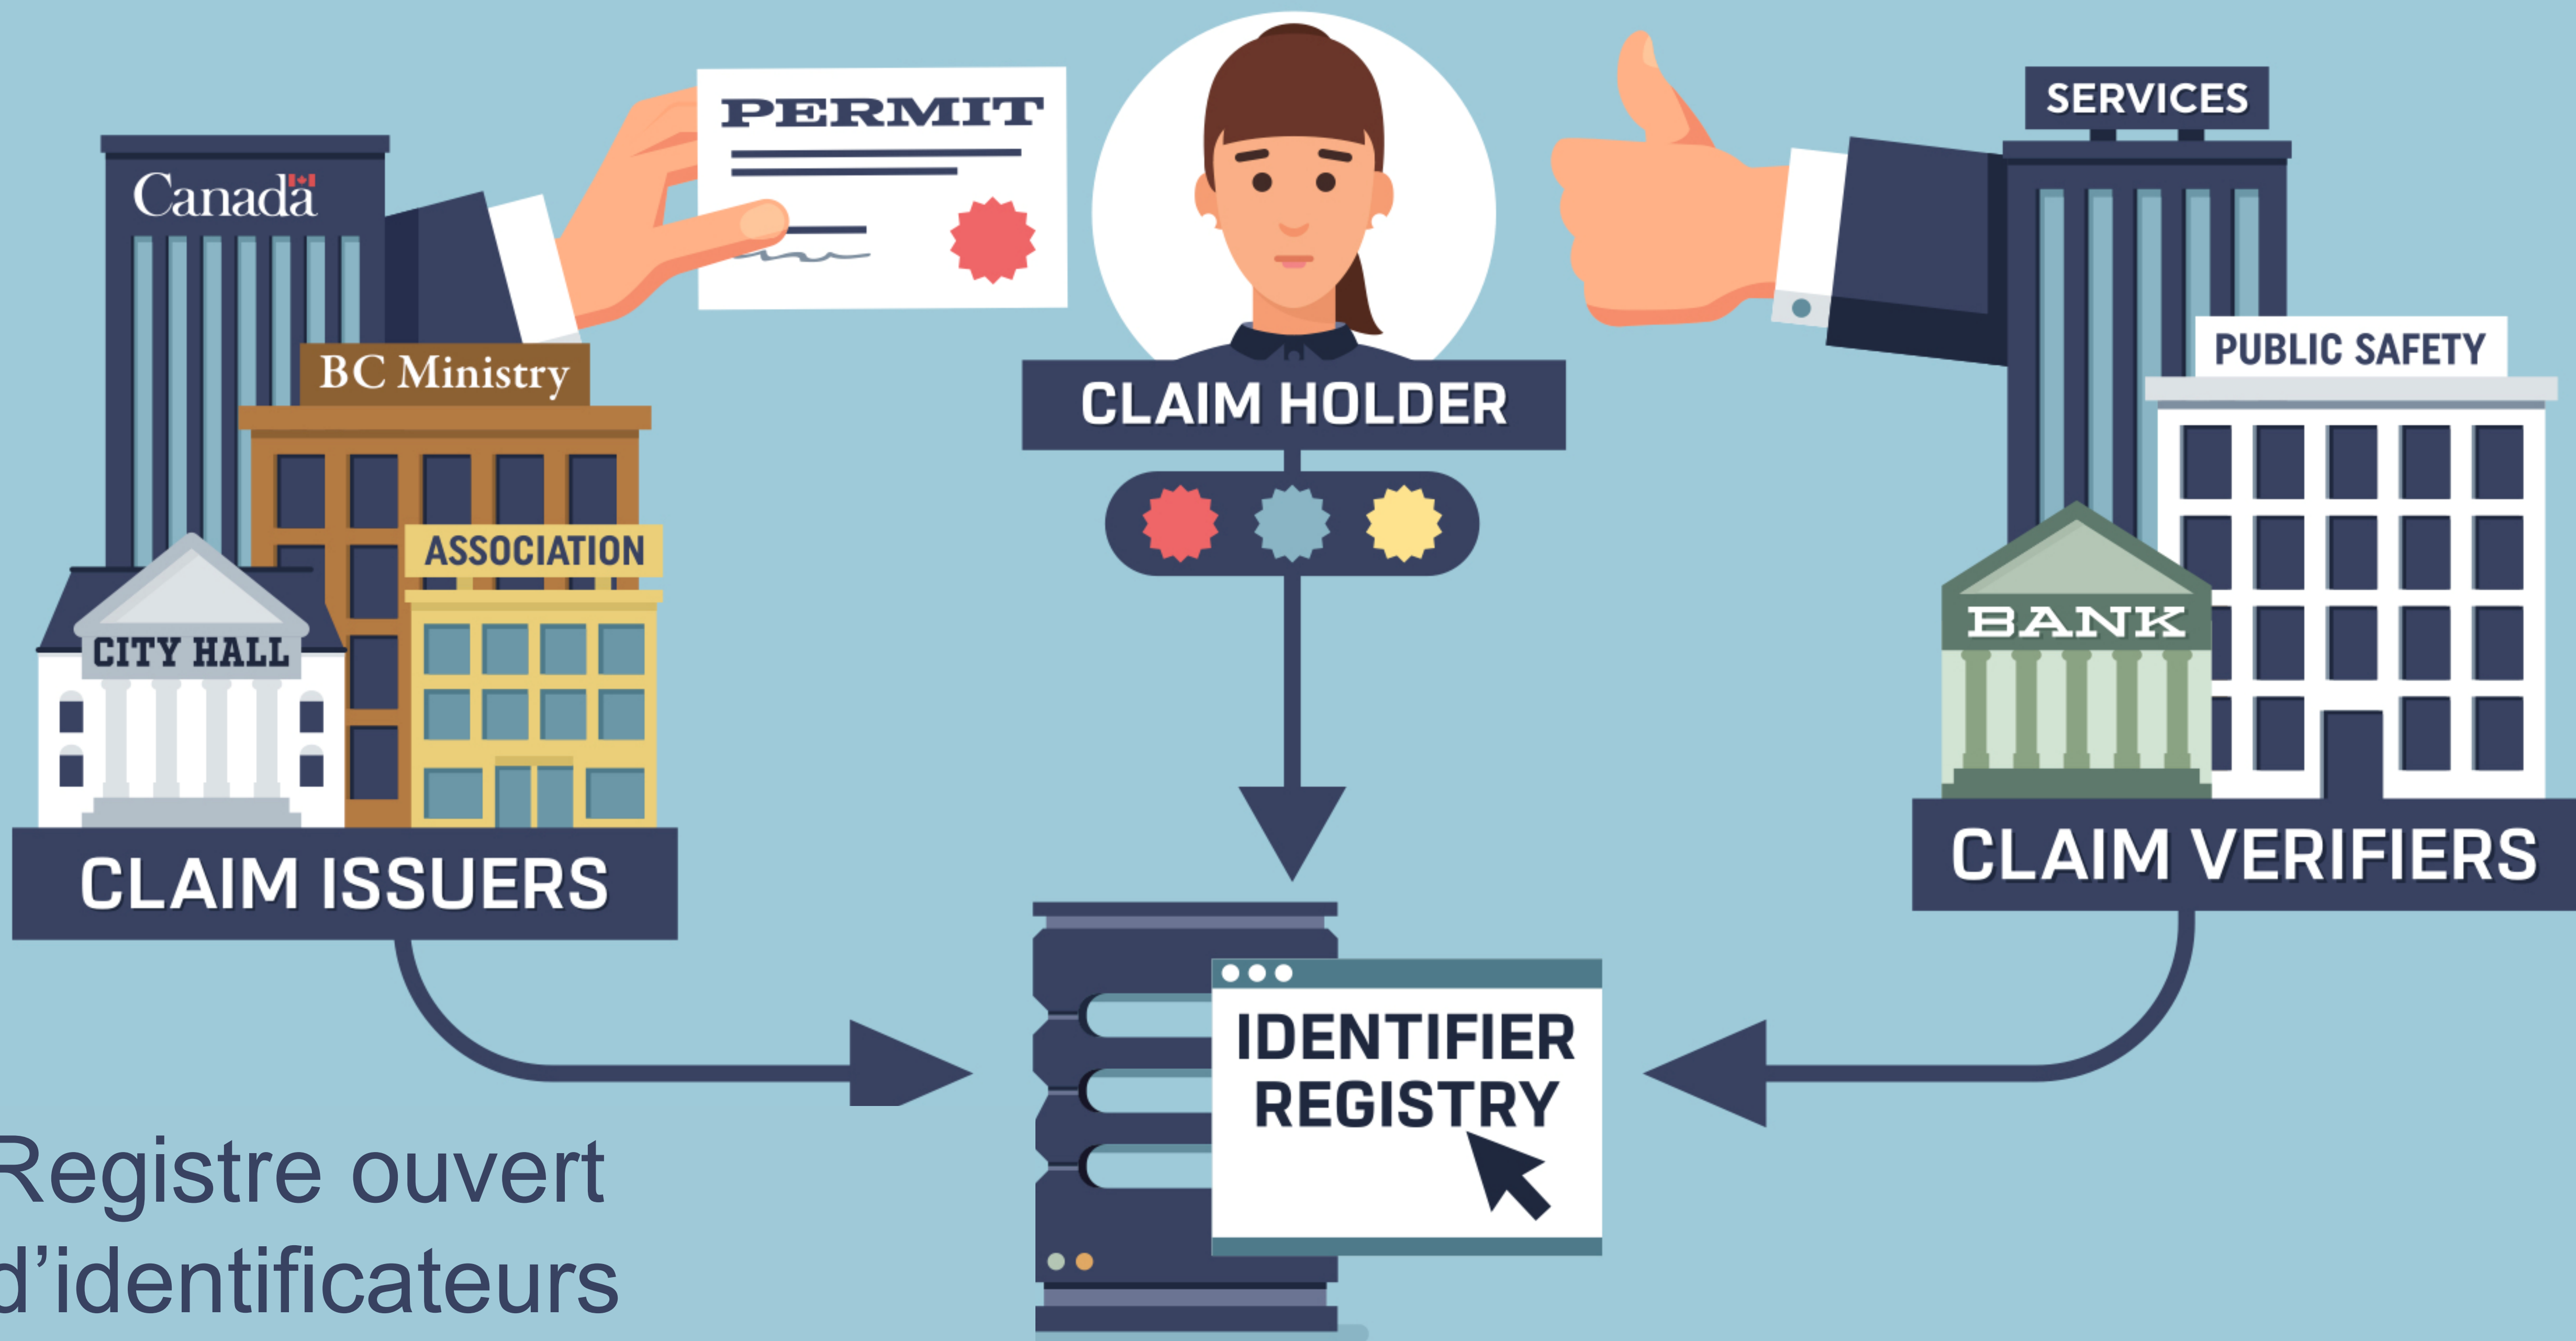 Canada
PERMIT
SERVICES
BC Ministry
PUBLIC SAFETY
CLAIM HOLDER
ASSOCIATION
CITY HALL
BANK
CLAIM ISSUERS
CLAIM VERIFIERS
IDENTIFIER
REGISTRY
Registre ouvert
d’identificateurs